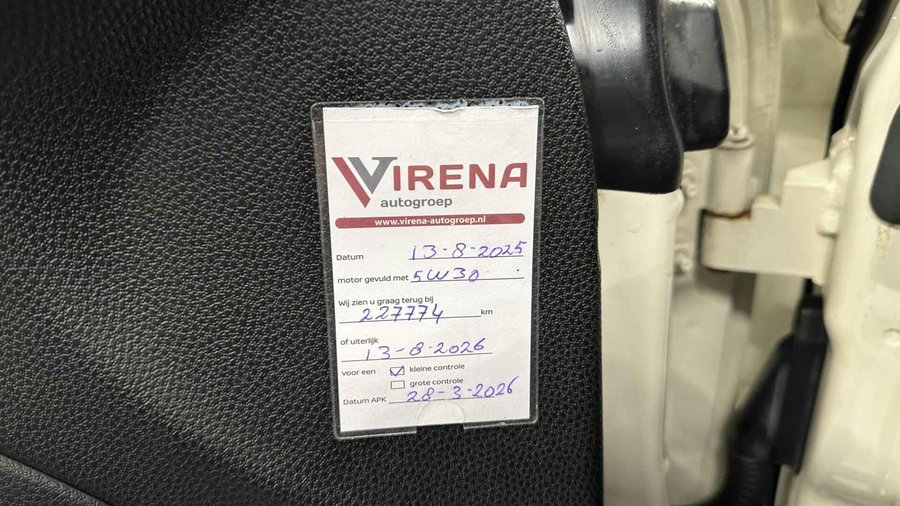 VIRENA
autogroep
www.virena-autogroep.nl
Datum 13-8-2025
motor gevuld met 5W30
Wij zien u graag terug bij
227774 km
of uiterlijk
13-8-2026
voor een kleine controle
grote controle
Datum APK 28-3-2026